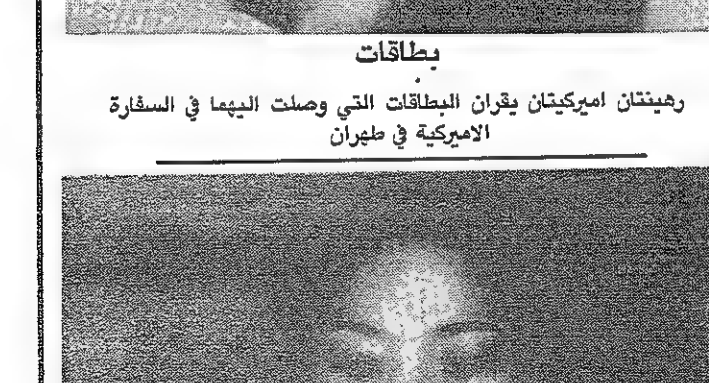 بطاقات
رهينتان اميركيتان يقران البطاقات التي وصلت اليهما في السفارة
الاميركية في طهران